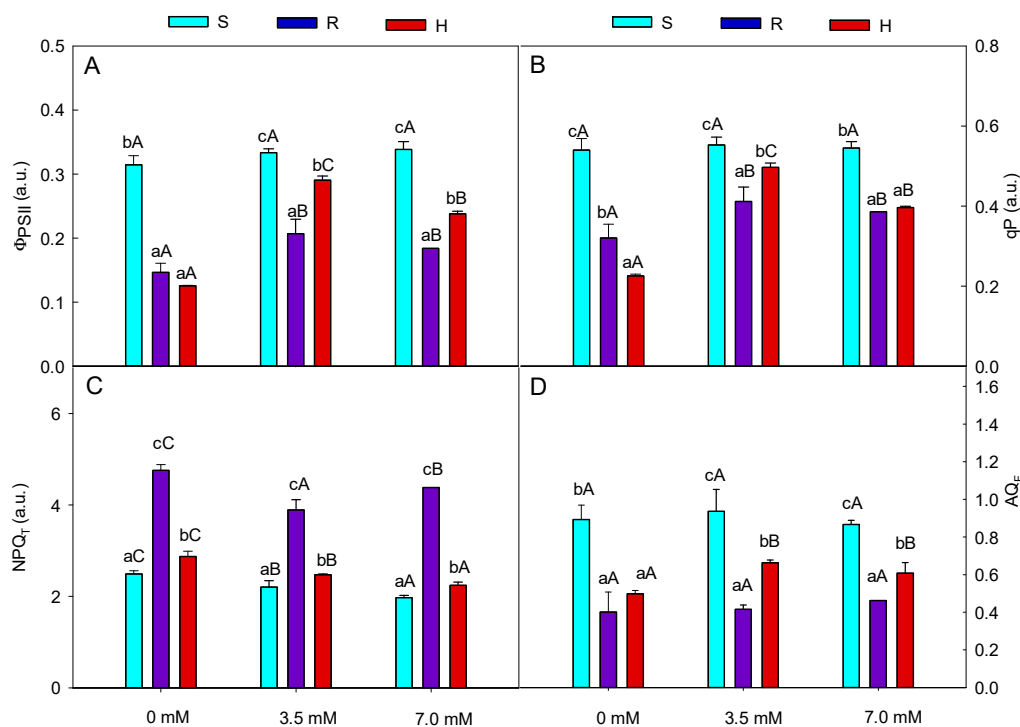 S R H S R H
0.5 A B 0.8
0.4 cA cA cA bA cA cA bA 0.6
0.3 bC bC
aB bA aB aB aB 0.4
0.2 aA aA aB bB aA
0.1 0.2
0.0 0.0
ΦPSII (a.u.)
qP (a.u.)
C D
6 1.6
cC cA cB 1.4
4 1.2
aC bC aB bB aA bA bA cA cA 1.0
2 bB bB 0.8
aA aA aA aA 0.6
0.4
0.2
0 0.0
NPQT (a.u.)
AQE
0 mM 3.5 mM 7.0 mM 0 mM 3.5 mM 7.0 mM